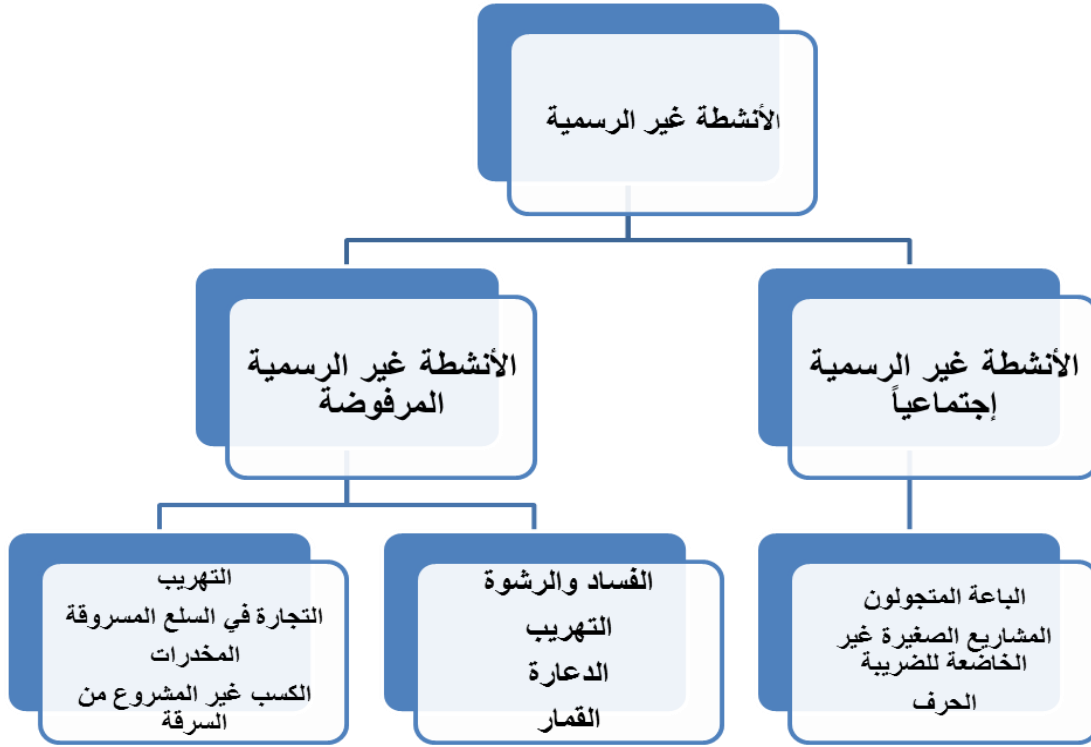 الأنشطة غير الرسمية
الأنشطة غير الرسمية
إجتماعياً
الأنشطة غير الرسمية
المرفوضة
الباعة المتجولون
المشاريع الصغيرة غير
الخاضعة للضريبة
الحرف
الفساد والرشوة
التهريب
الدعارة
القمار
التهريب
التجارة في السلع المسروقة
المخدرات
الكسب غير المشروع من
السرقة